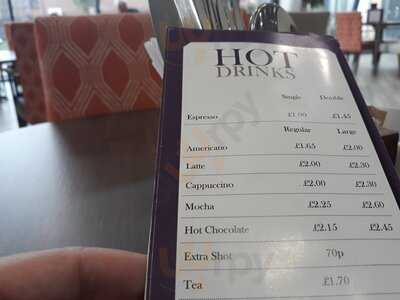 HOT
DRINKS
Single Double
Espresso £1.00 £1.45
Regular Large
Americano £1.65 £2.00
Latte £2.00 £2.30
Cappuccino £2.00 £2.30
Mocha £2.25 £2.60
Hot Chocolate £2.15 £2.45
Extra Shot 70p
Tea £1.70